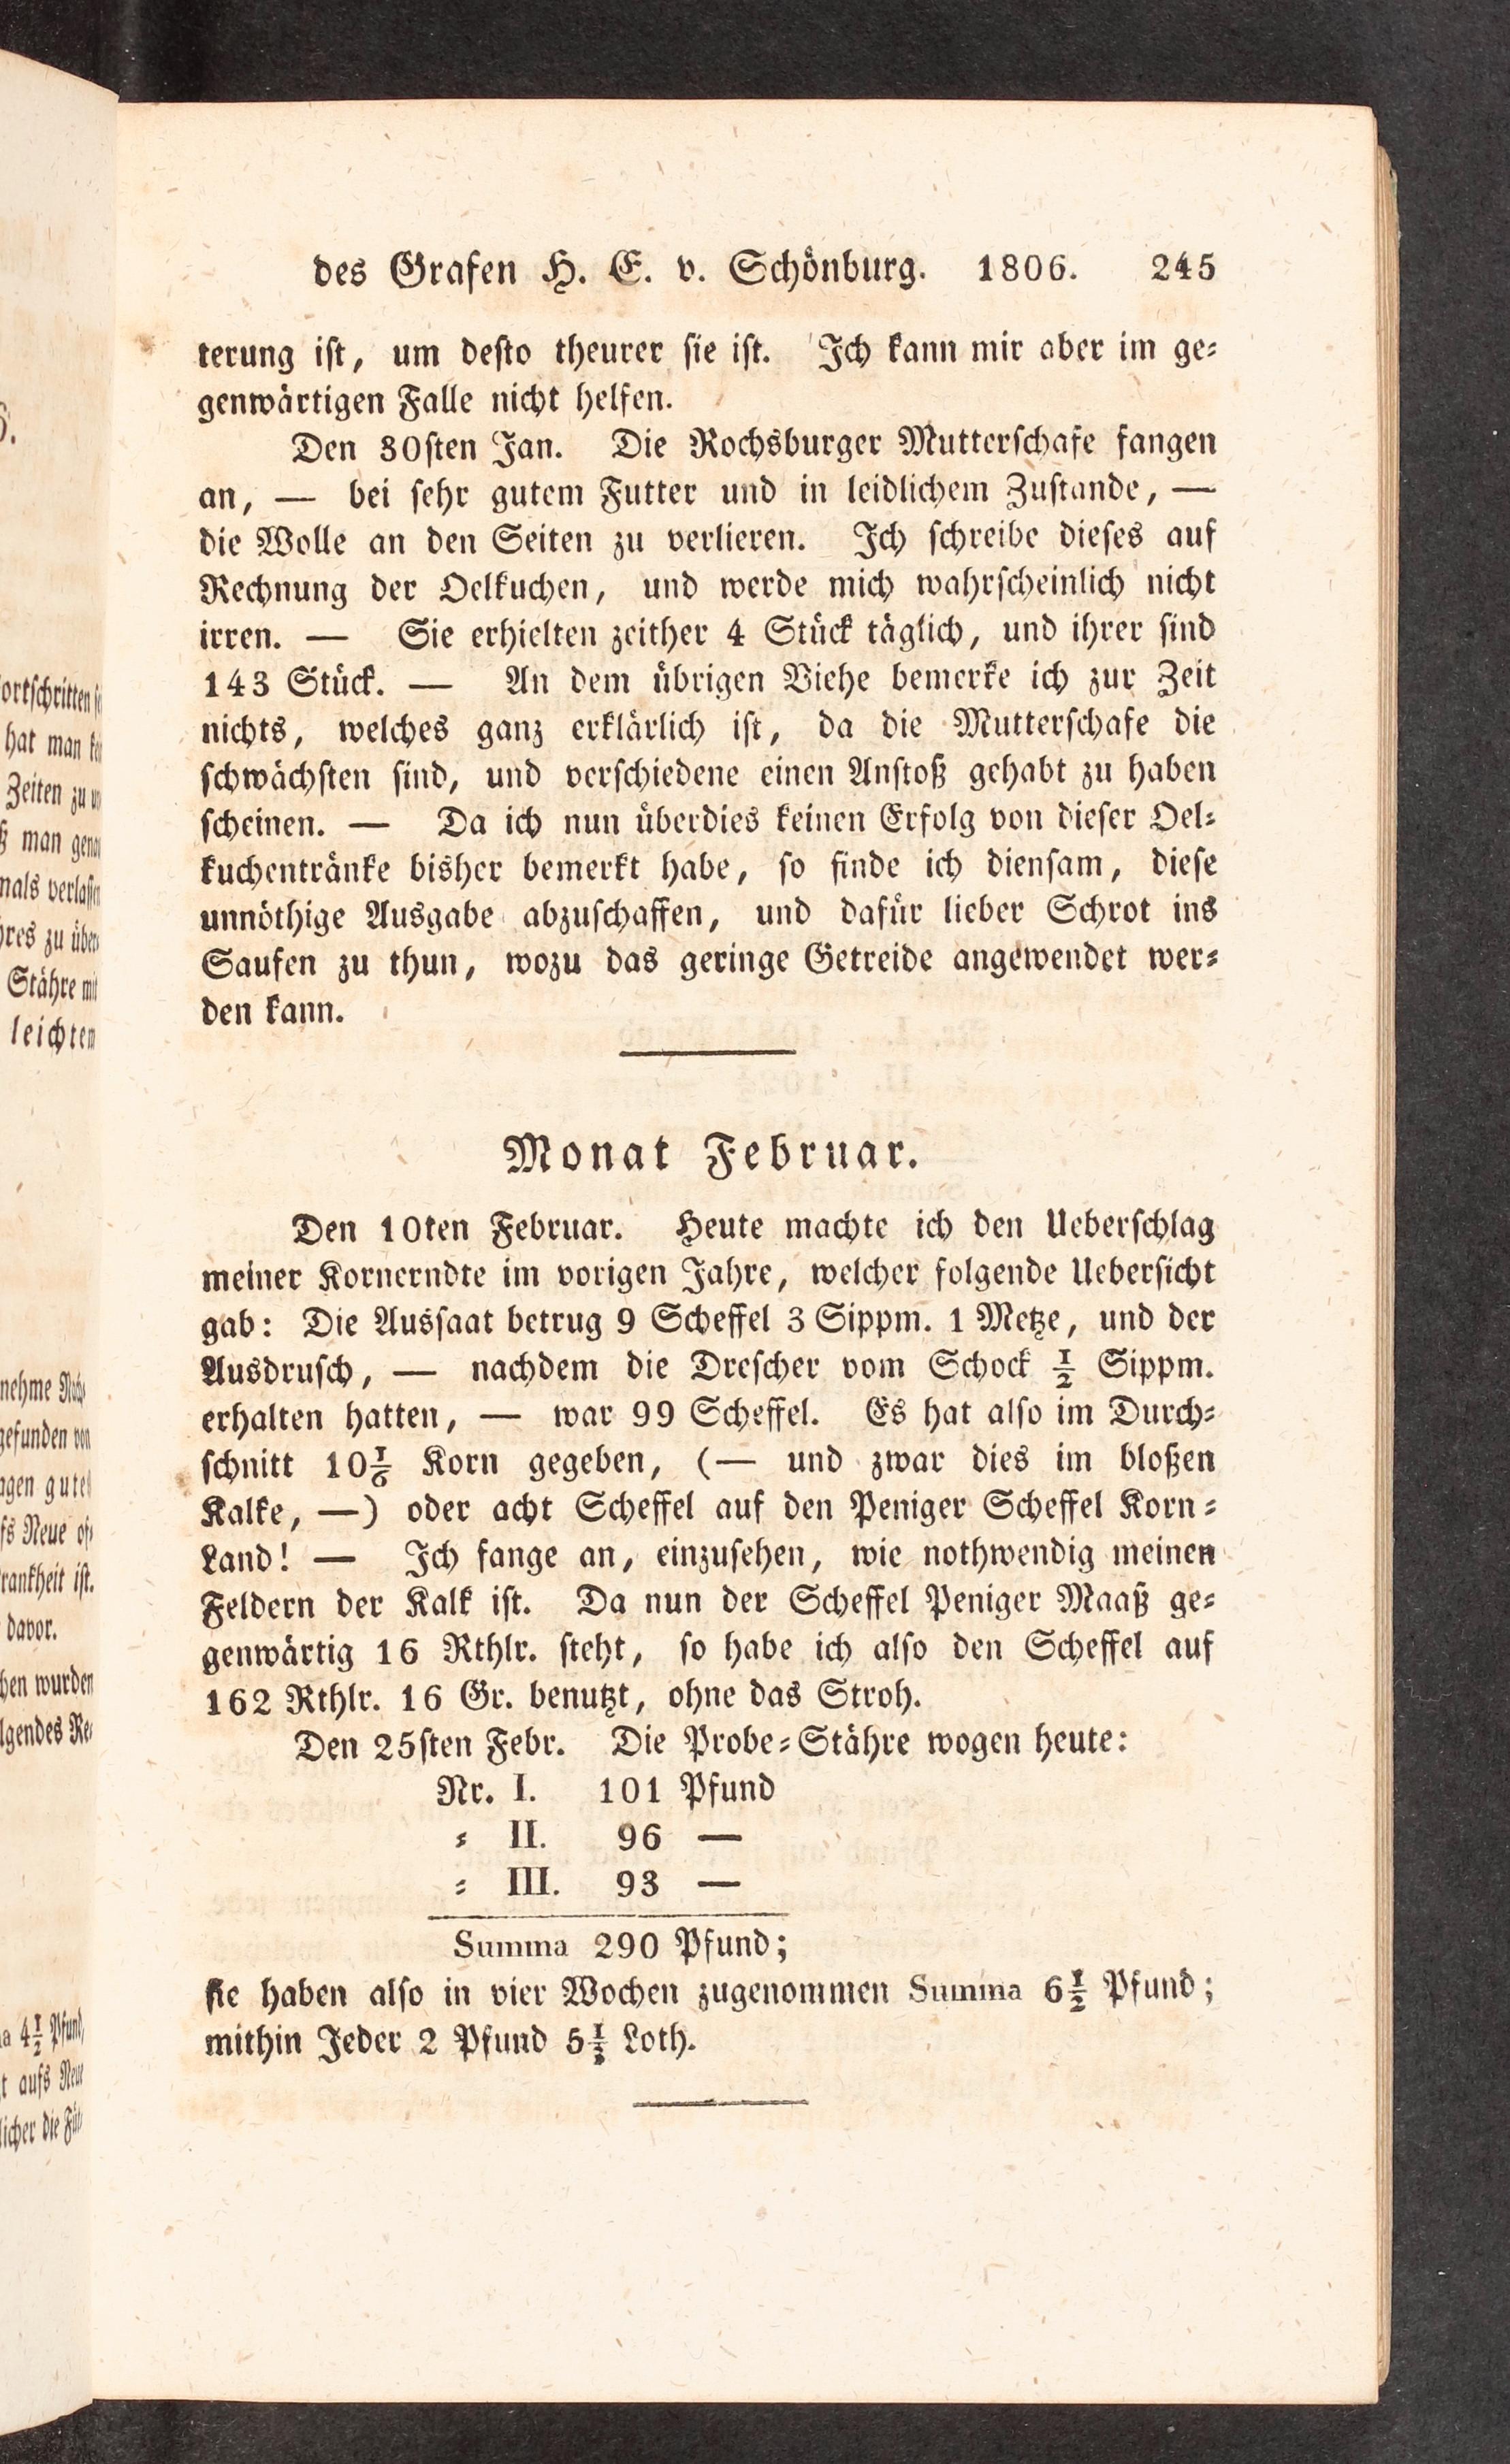 des Grafen H. E. v. Schönburg. 1806. 245
terung ist, um desto theurer sie ist. Ich kann mir aber im ge⸗
genwärtigen Falle nicht helfen.
Den 30sten Jan. Die Rochsburger Mutterschafe fangen
an, — bei sehr gutem Futter und in leidlichem Zustande, —
die Wolle an den Seiten zu verlieren. Ich schreibe dieses auf
Rechnung der Oelkuchen, und werde mich wahrscheinlich nicht
irren. — Sie erhielten zeither 4 Stück täglich, und ihrer sind
143 Stück. — An dem übrigen Viehe bemerke ich zur Zeit
nichts, welches ganz erklärlich ist, da die Mutterschafe die
schwächsten sind, und verschiedene einen Anstoß gehabt zu haben
scheinen. — Da ich nun überdies keinen Erfolg von dieser Oel⸗
kuchentränke bisher bemerkt habe, so finde ich diensam, diese
unnöthige Ausgabe abzuschaffen, und dafür lieber Schrot ins
Saufen zu thun, wozu das geringe Getreide angewendet wer⸗
den kann.
Monat Februar.
Den 10ten Februar. Heute machte ich den Ueberschlag
meiner Kornerndte im vorigen Jahre, welcher folgende Uebersicht
gab: Die Aussaat betrug 9 Scheffel 3 Sippm. 1 Metze, und der
Ausdrusch, — nachdem die Drescher vom Schock ½ Sippm.
erhalten hatten, — war 99 Scheffel. Es hat also im Durch⸗
schnitt 10⅙ Korn gegeben, (— und zwar dies im bloßen
Kalke, —) oder acht Scheffel auf den Peniger Scheffel Korn⸗
Land! — Ich fange an, einzusehen, wie nothwendig meinen
Feldern der Kalk ist. Da nun der Scheffel Peniger Maaß ge⸗
genwärtig 16 Rthlr. steht, so habe ich also den Scheffel auf
162 Rthlr. 16 Gr. benutzt, ohne das Stroh.
Den 25sten Febr. Die Probe⸗Stähre wogen heute:
Nr. I. 101 Pfund
⸗ II. 96 —
⸗ III. 93 —
Summa 290 Pfund;
sie haben also in vier Wochen zugenommen Summa 6½ Pfund;
mithin Jeder 2 Pfund 5⅓ Loth.